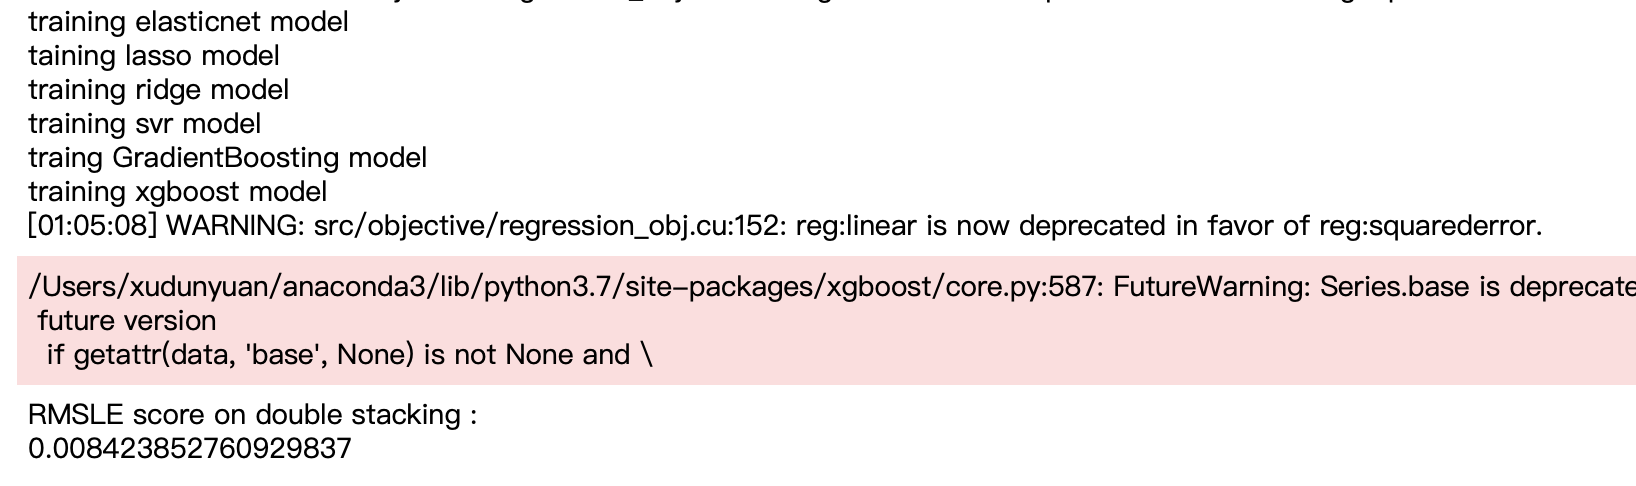 training elasticnet model
taining lasso model
training ridge model
training svr model
traing GradientBoosting model
training xgboost model
[01:05:08] WARNING: src/objective/regression_obj.cu:152: reg:linear is now deprecated in favor of reg:squarederror.
/Users/xudunyuan/anaconda3/lib/python3.7/site-packages/xgboost/core.py:587: FutureWarning: Series.base is deprecate
future version
if getattr(data, 'base', None) is not None and \
RMSLE score on double stacking :
0.008423852760929837